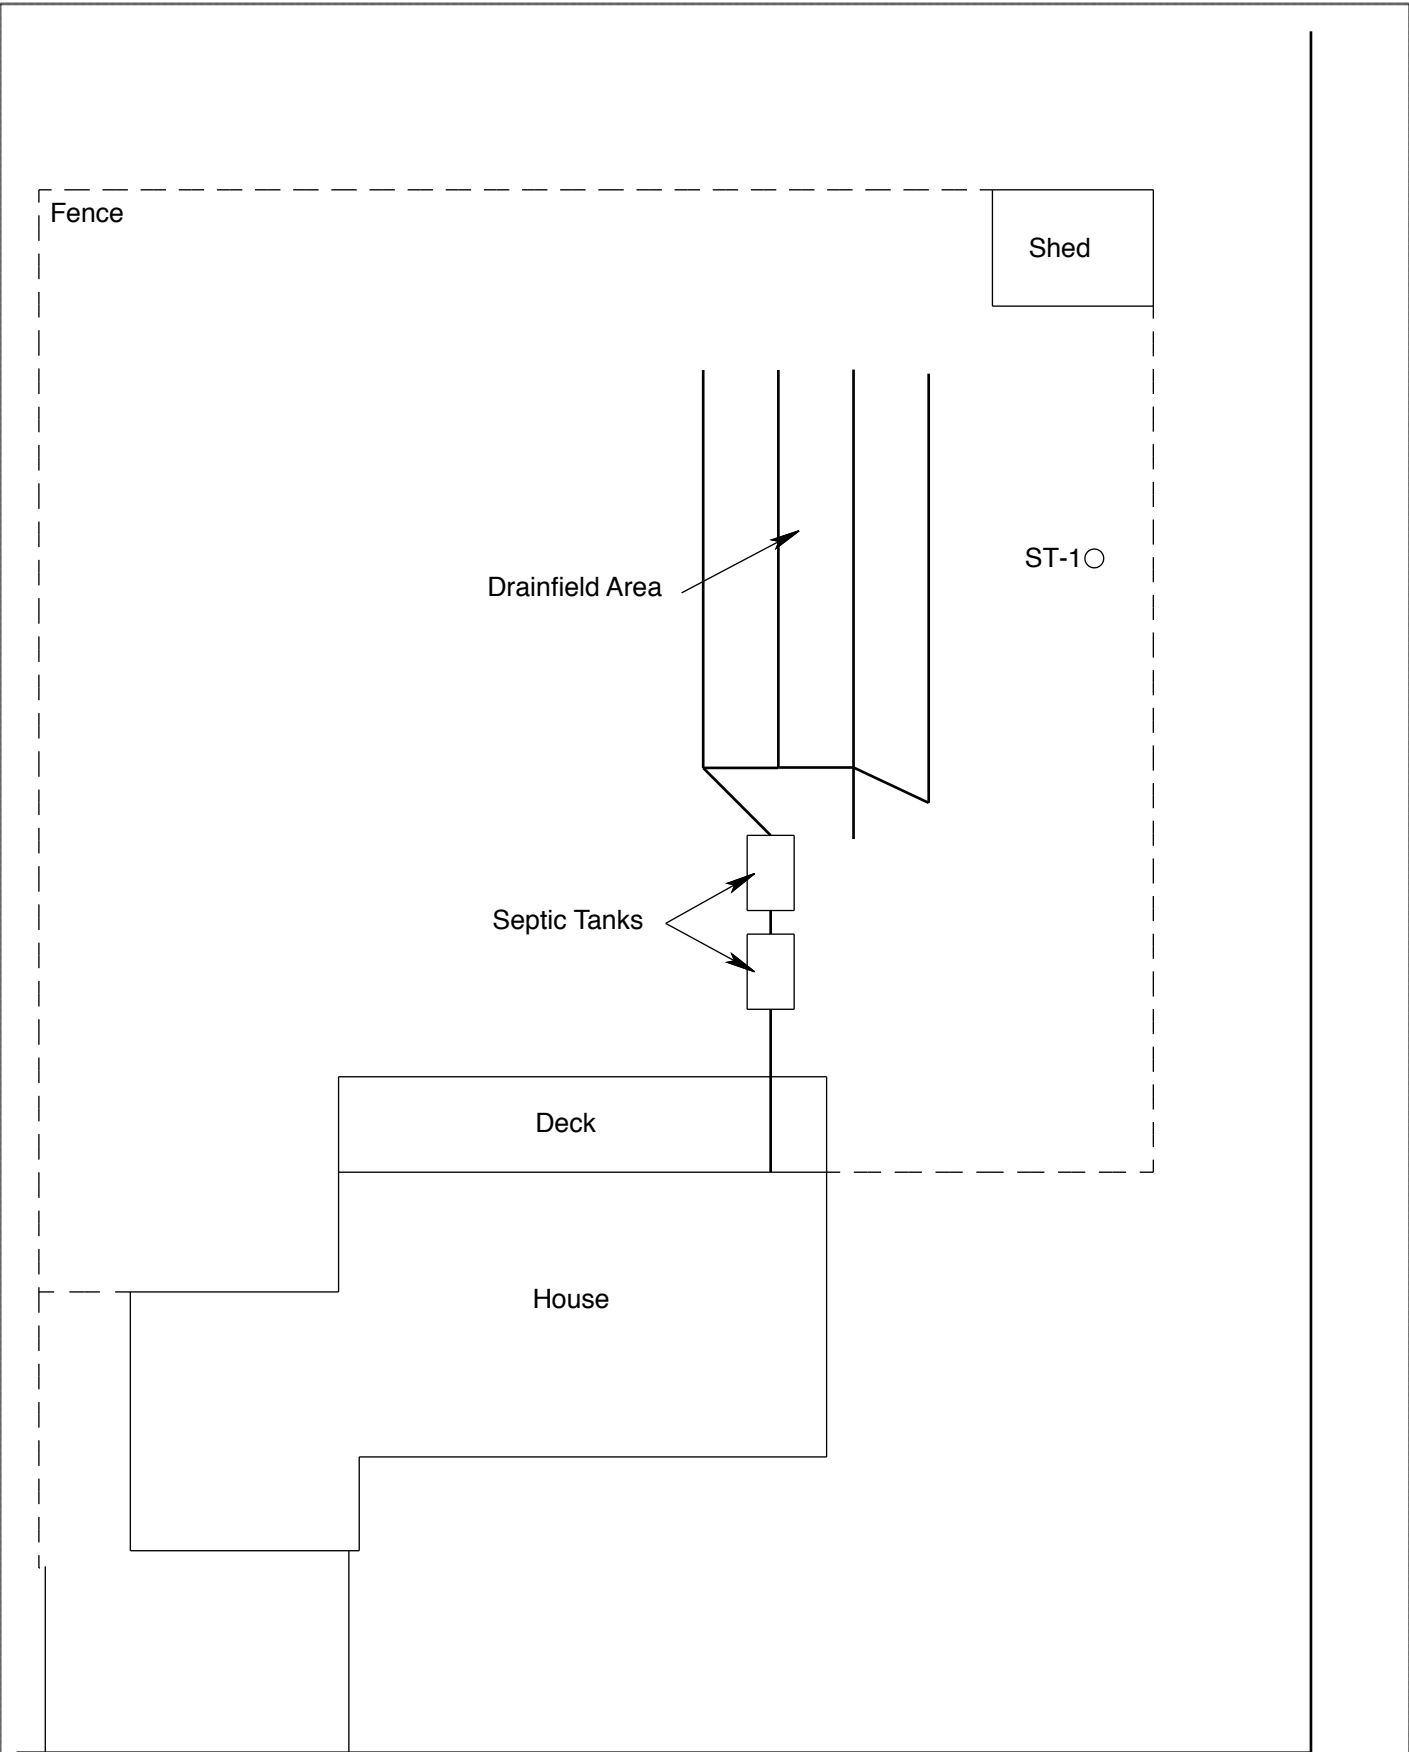 Fence
Shed
ST-1
Drainfield Area
Septic Tanks
Deck
House